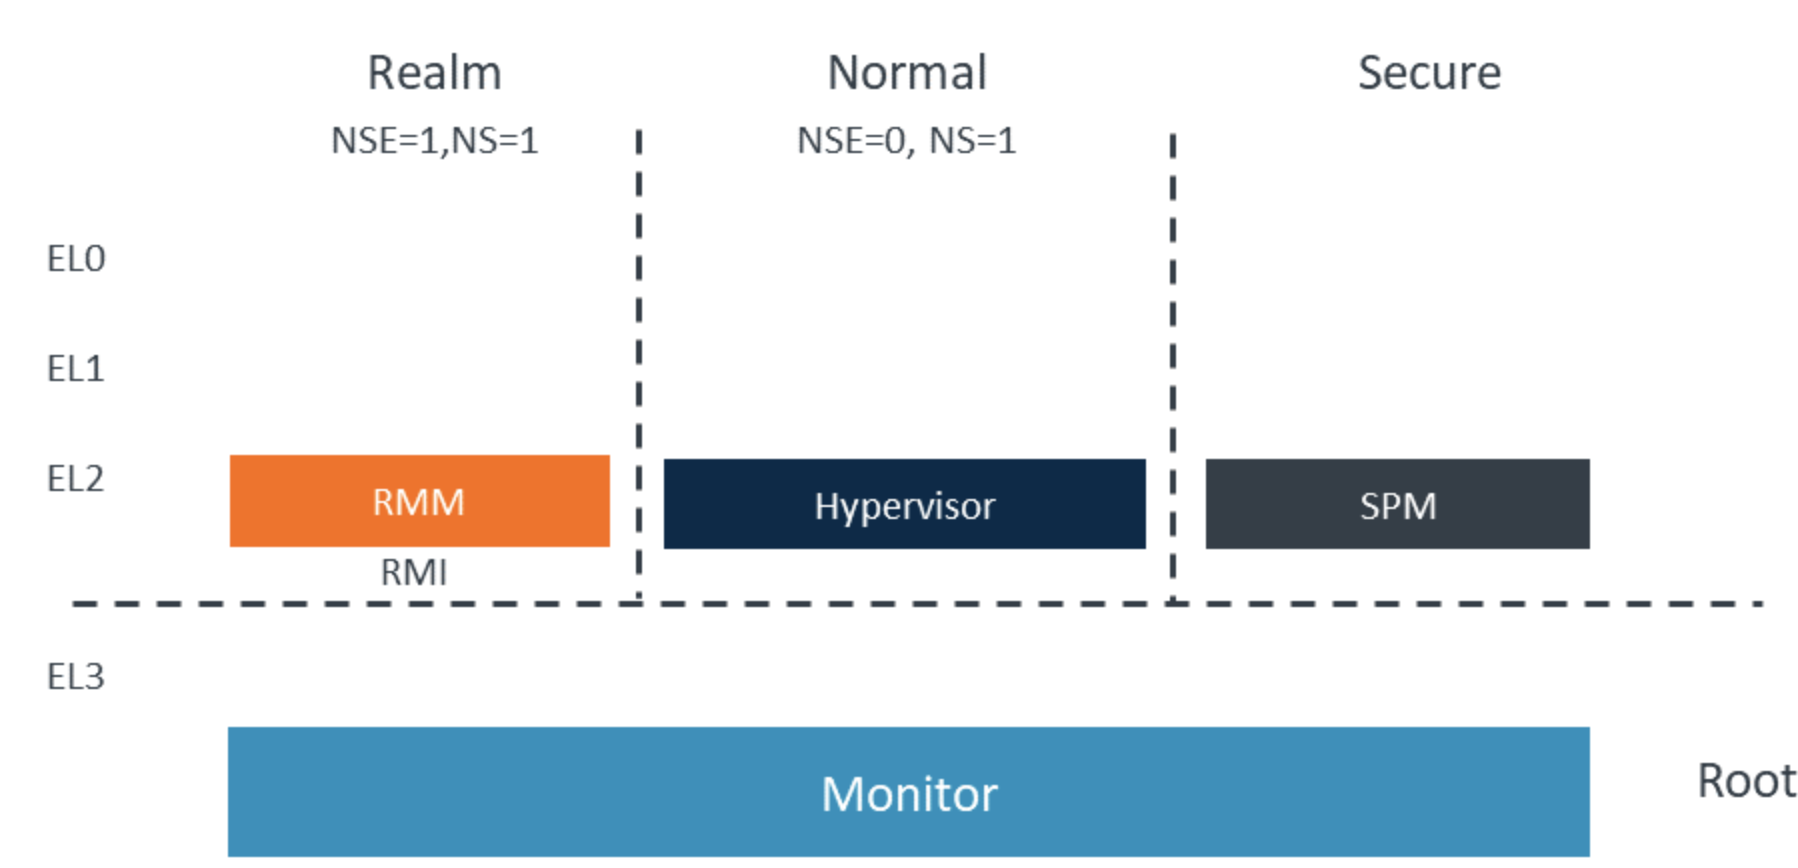 Realm
Normal
Secure
NSE=1,NS=1
NSE=0, NS=1
EL0
EL1
EL2
RMM
Hypervisor
SPM
RMI
EL3
Monitor
Root